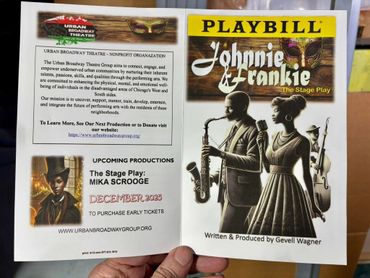 URBAN
BROADWAY
THEATRE
URBAN BROADWAY THEATRE – NONPROFIT ORGANAZATION
The Urban Broadway Theatre Group aims to connect, engage, and
empower underserved urban communities by nurturing their inherent
talents, passions, skills, and qualities through the performing arts. We
are committed to enhancing the physical, mental, and emotional well-
being of individuals in the disadvantaged areas of Chicago's West and
South sides.
Our mission is to uncover, support, mentor, train, develop, entertain,
and integrate the future of performing arts with the residents of these
neighborhoods.
To Learn More, See Our Next Production or to Donate visit
our website:
https://www.urbanbroadwaygroup.org/
UPCOMING PRODUCTIONS
The Stage Play:
MIKA SCROOGE
DECEMBER 2025
TO PURCHASE EARLY TICKETS
WWW.URBANBROADWAYGROUP.ORG
PLAYBILL
Johnnie
& Frankie
The Stage Play
Written & Produced by Gevell Wagner